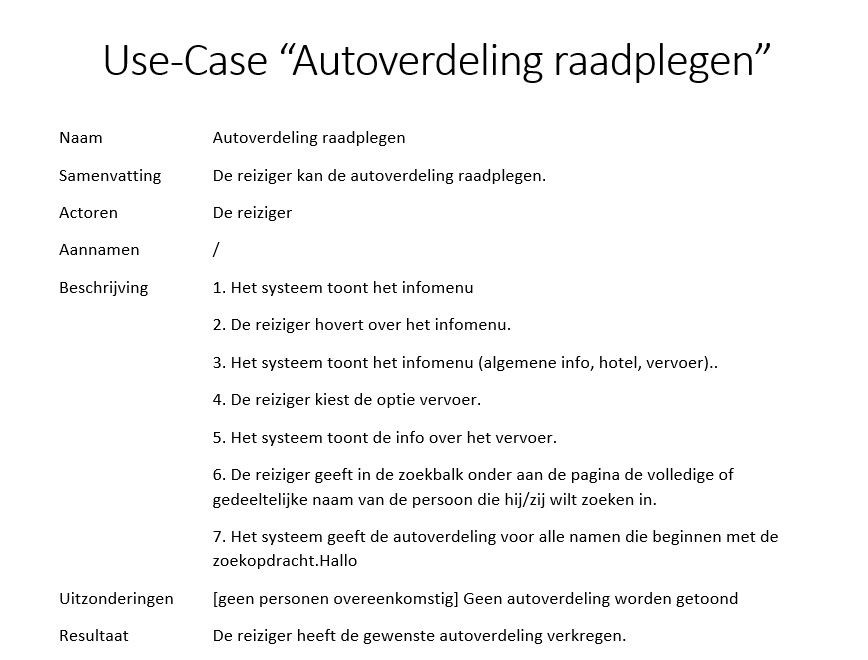 Use-Case “Autoverdeling raadplegen”
Naam Autoverdeling raadplegen
Samenvatting De reiziger kan de autoverdeling raadplegen.
Actoren De reiziger
Aannamen /
Beschrijving 1. Het systeem toont het infomenu
2. De reiziger hovert over het infomenu.
3. Het systeem toont het infomenu (algemene info, hotel, vervoer)..
4. De reiziger kiest de optie vervoer.
5. Het systeem toont de info over het vervoer.
6. De reiziger geeft in de zoekbalk onder aan de pagina de volledige of
gedeeltelijke naam van de persoon die hij/zij wilt zoeken in.
7. Het systeem geeft de autoverdeling voor alle namen die beginnen met de
zoekopdracht.Hallo
Uitzonderingen [geen personen overeenkomstig] Geen autoverdeling worden getoond
Resultaat De reiziger heeft de gewenste autoverdeling verkregen.